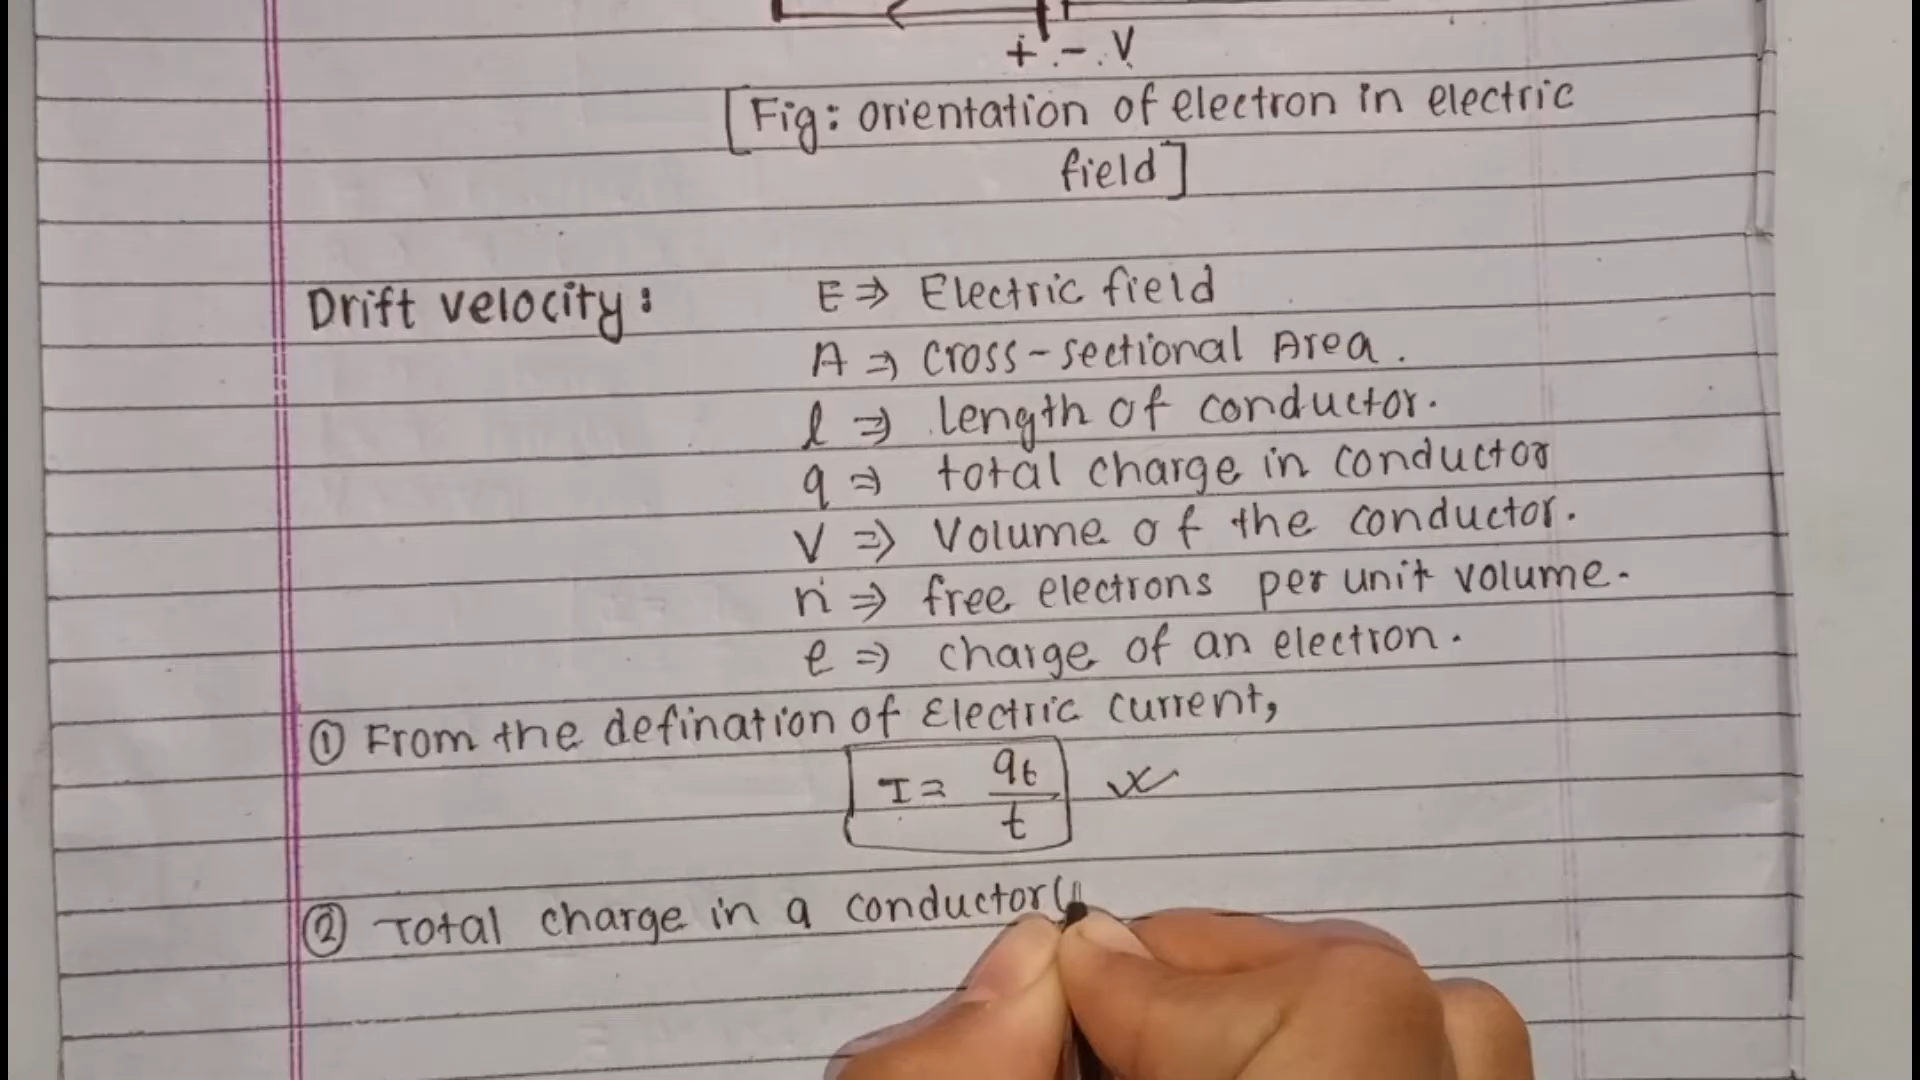 + - V
[Fig: orientation of electron in electric
field]
Drift velocity: E ⇒ Electric field
A ⇒ cross-sectional Area.
l ⇒ length of conductor.
q ⇒ total charge in conductor
V ⇒ Volume of the conductor.
n ⇒ free electrons per unit volume.
e ⇒ charge of an electron.
① From the defination of Electric current,
I = qt/t
② Total charge in a conductor(